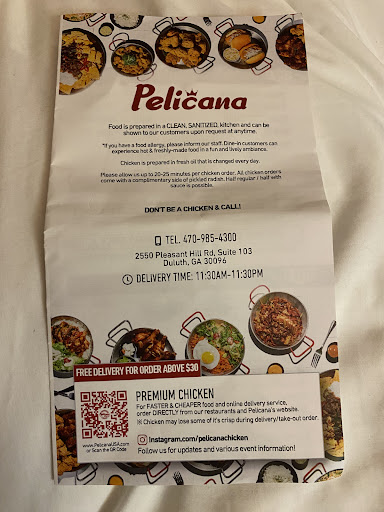 Pelicana
Food is prepared in a CLEAN, SANITIZED, kitchen and can be
shown to our customers upon request at anytime.
*If you have a food allergy, please inform our staff. Dine-in customers can
experience hot & freshly-made food in a fun and lively ambiance.
Chicken is prepared in fresh oil that is changed every day.
Please allow us up to 20-25 minutes per chicken order. All chicken orders
come with a complimentary side of pickled radish. Half regular / half with
sauce is possible.
DON'T BE A CHICKEN & CALL!
TEL. 470-985-4300
2550 Pleasant Hill Rd, Suite 103
Duluth, GA 30096
DELIVERY TIME: 11:30AM-11:30PM
FREE DELIVERY FOR ORDER ABOVE $30
PREMIUM CHICKEN
For FASTER & CHEAPER food and online delivery service,
order DIRECTLY from our restaurants and Pelicana's website.
※ Chicken may lose some of it's crisp during delivery/take-out order.
www.PelicanaUSA.com
or Scan the QR Code
Instagram.com/pelicanachicken
Follow us for updates and various event information!